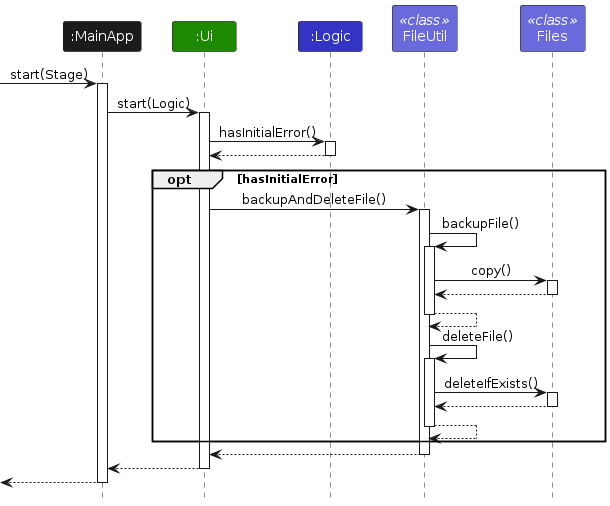 :MainApp
:Ui
:Logic
«class»
FileUtil
«class»
Files
start(Stage)
start(Logic)
hasInitialError()
opt
[hasInitialError]
backupAndDeleteFile()
backupFile()
copy()
deleteFile()
deleteIfExists()